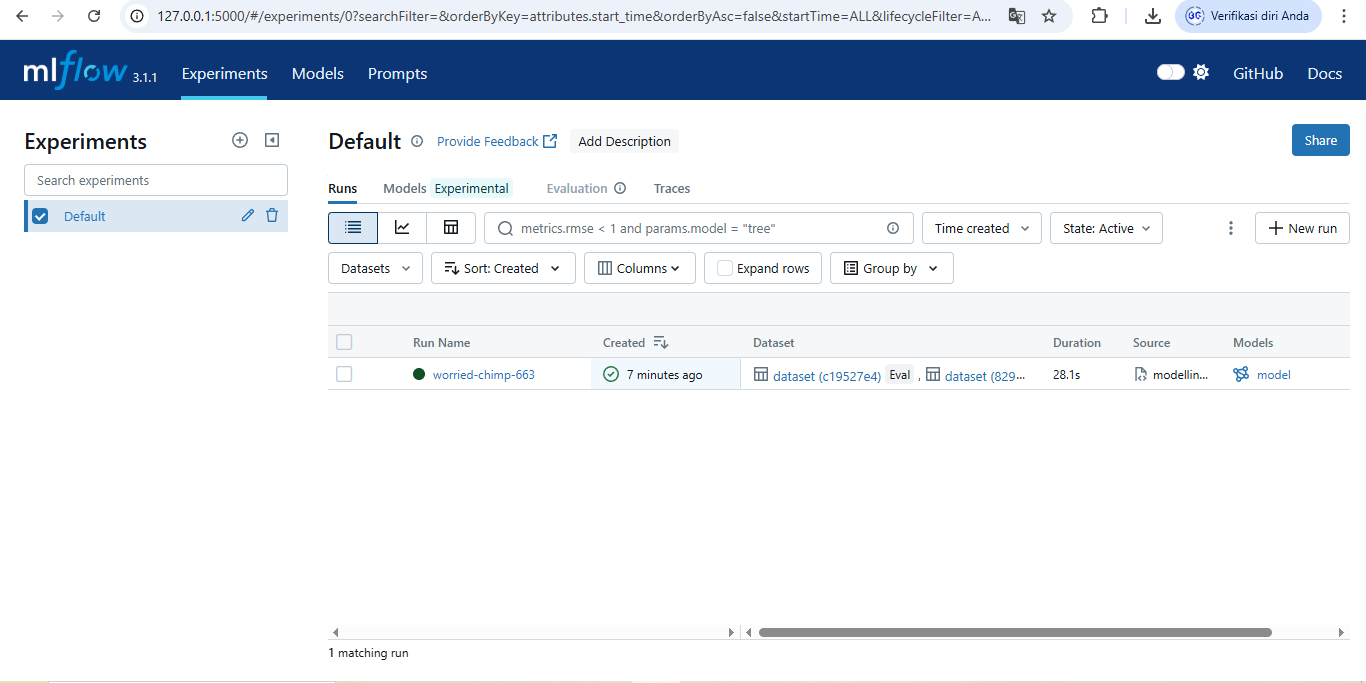 127.0.0.1:5000/#/experiments/0?searchFilter=&orderByKey=attributes.start_time&orderByAsc=false&startTime=ALL&lifecycleFilter=A...
Verifikasi diri Anda
mlflow 3.1.1
Experiments
Models
Prompts
GitHub
Docs
Experiments
Search experiments
Default
Default
Provide Feedback
Add Description
Share
Runs
Models Experimental
Evaluation
Traces
metrics.rmse < 1 and params.model = "tree"
Time created
State: Active
New run
Datasets
Sort: Created
Columns
Expand rows
Group by
Run Name
Created
Dataset
Duration
Source
Models
worried-chimp-663
7 minutes ago
dataset (c19527e4) Eval , dataset (829...
28.1s
modellin...
model
1 matching run